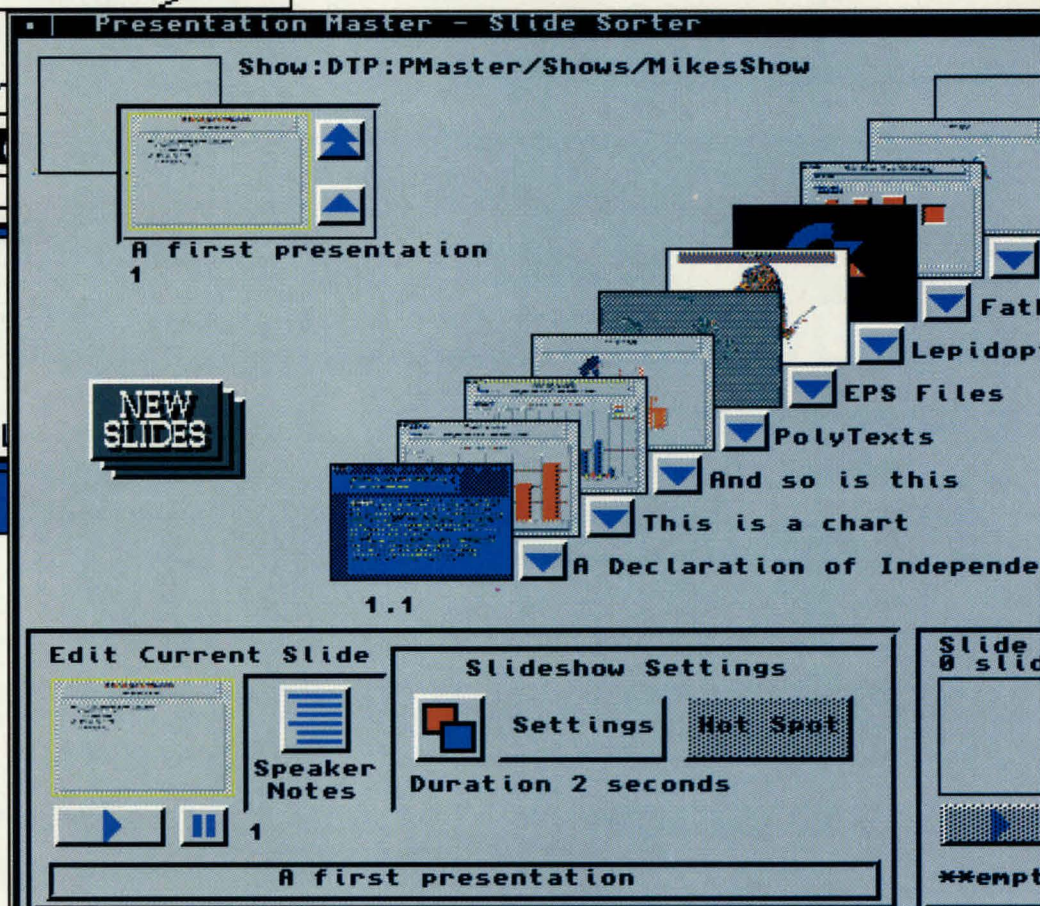 Presentation Master - Slide Sorter
Show:DTP:PMaster/Shows/MikesShow
A first presentation
1
Fath
Lepidopt
EPS Files
PolyTexts
And so is this
This is a chart
A Declaration of Independe
NEW
SLIDES
1.1
Edit Current Slide
Speaker
Notes
1
Slideshow Settings
Settings
Hot Spot
Duration 2 seconds
A first presentation
Slide
0 slid
**empt